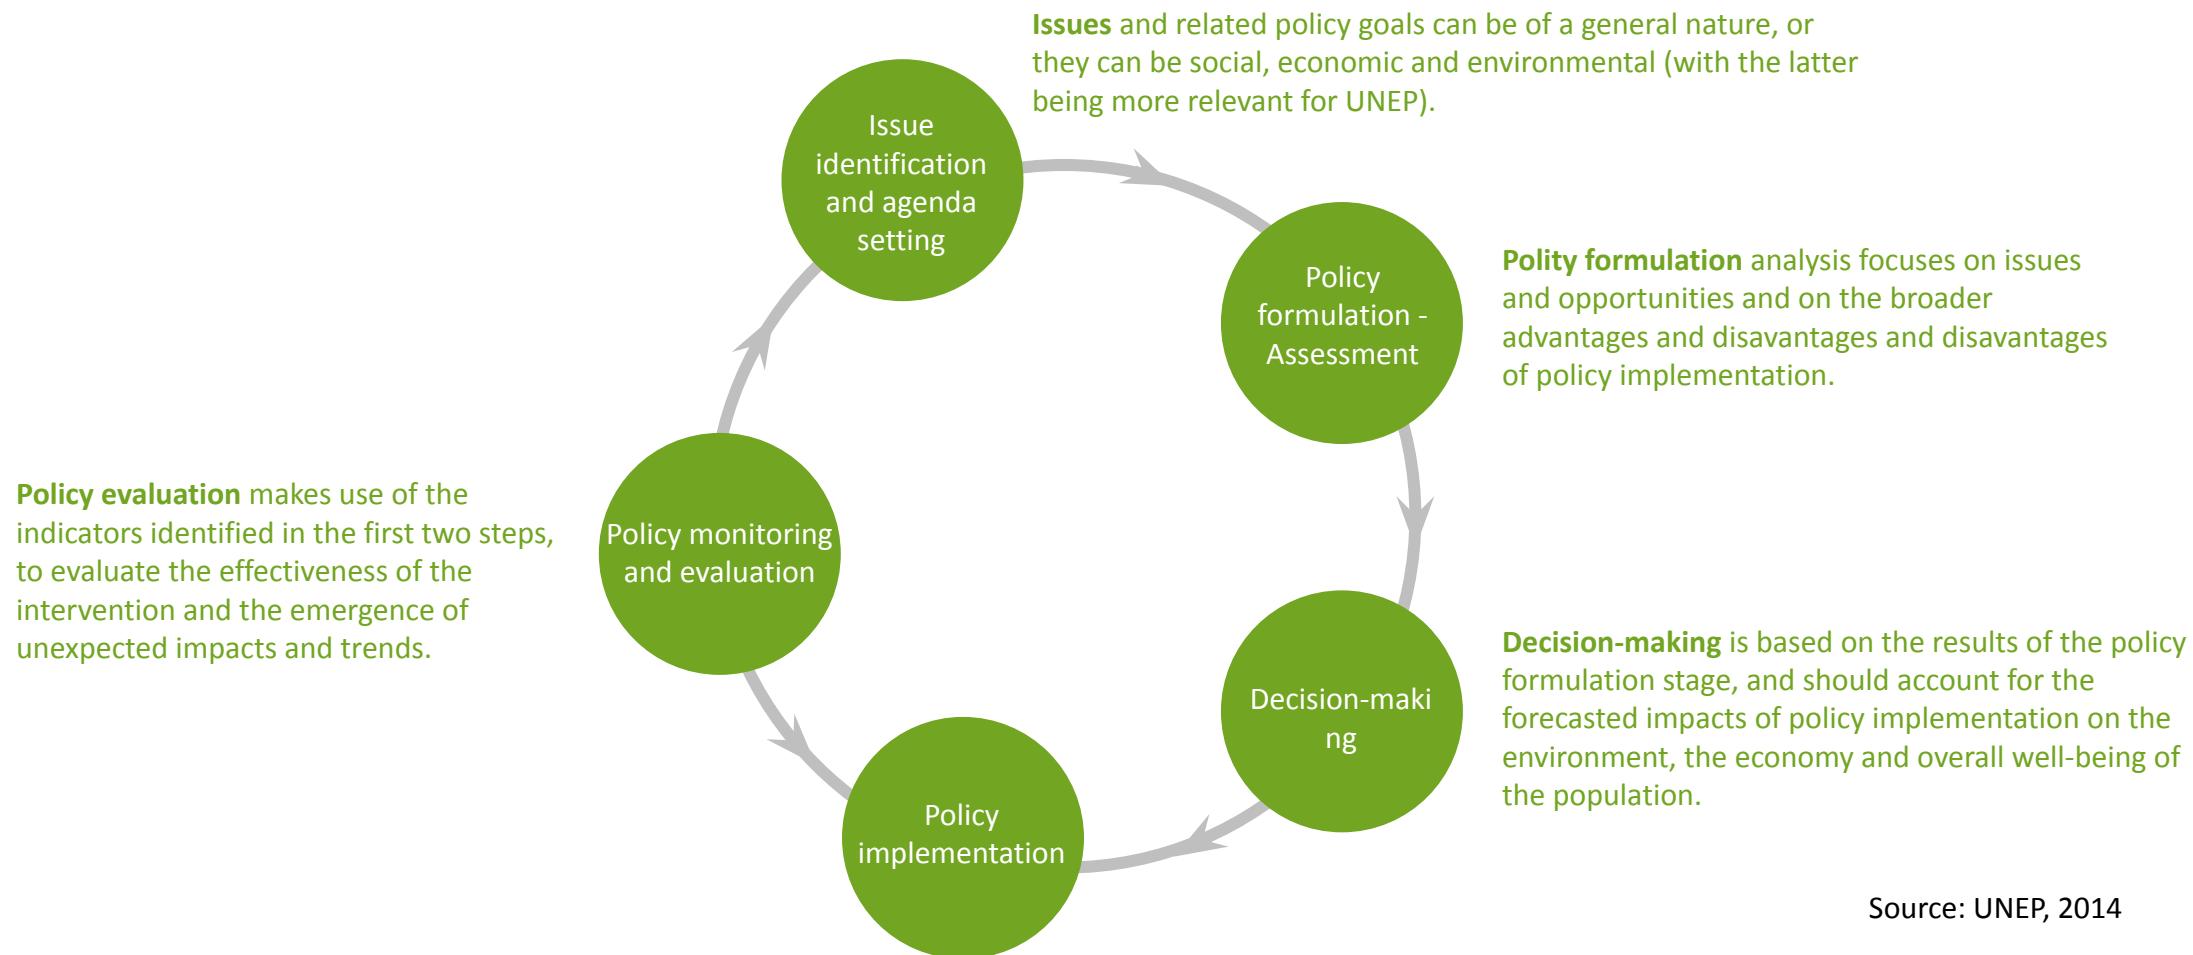 Issues and related policy goals can be of a general nature, or
they can be social, economic and environmental (with the latter
being more relevant for UNEP).
Issue
identification
and agenda
setting
Policy
formulation -
Assessment
Polity formulation analysis focuses on issues
and opportunities and on the broader
advantages and disavantages and disavantages
of policy implementation.
Policy evaluation makes use of the
indicators identified in the first two steps,
to evaluate the effectiveness of the
intervention and the emergence of
unexpected impacts and trends.
Policy monitoring
and evaluation
Decision-maki
ng
Decision-making is based on the results of the policy
formulation stage, and should account for the
forecasted impacts of policy implementation on the
environment, the economy and overall well-being of
the population.
Policy
implementation
Source: UNEP, 2014